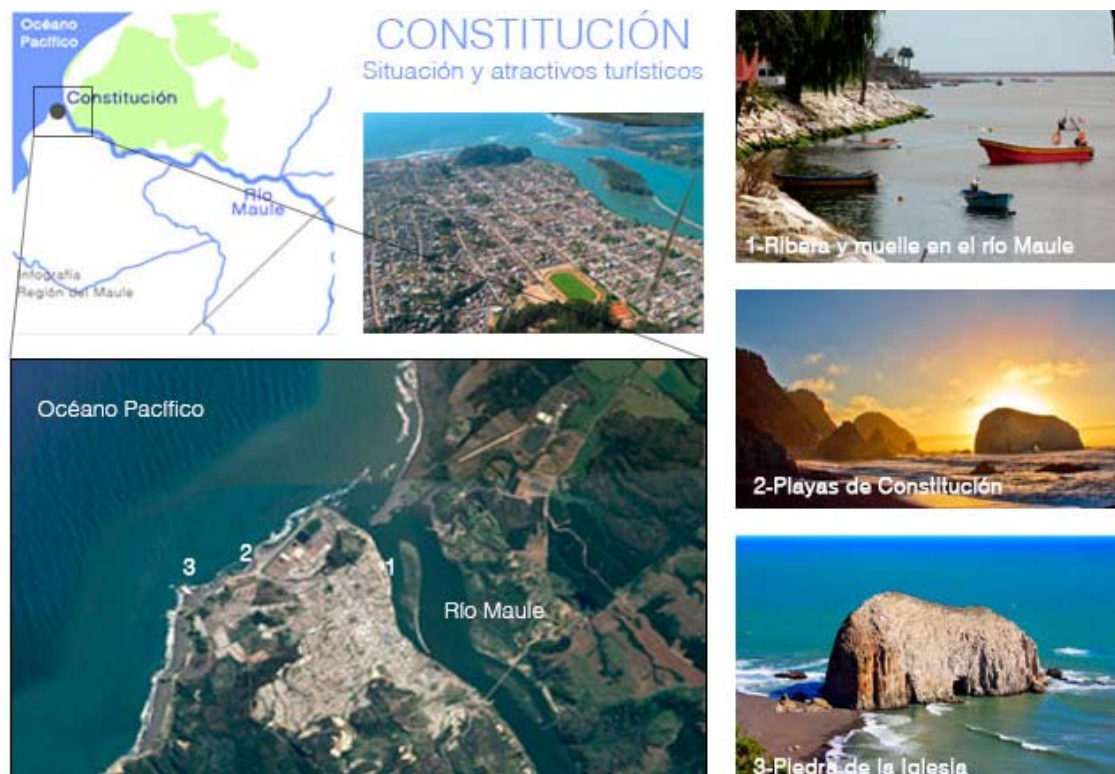 Océano
Pacífico
Constitución
Río
Maule
Infografía
Región del Maule
CONSTITUCIÓN
Situación y atractivos turísticos
1-Ribera y muelle en el río Maule
2-Playas de Constitución
3-Piedra de la Iglesia
Océano Pacífico
3
2
1
Río Maule